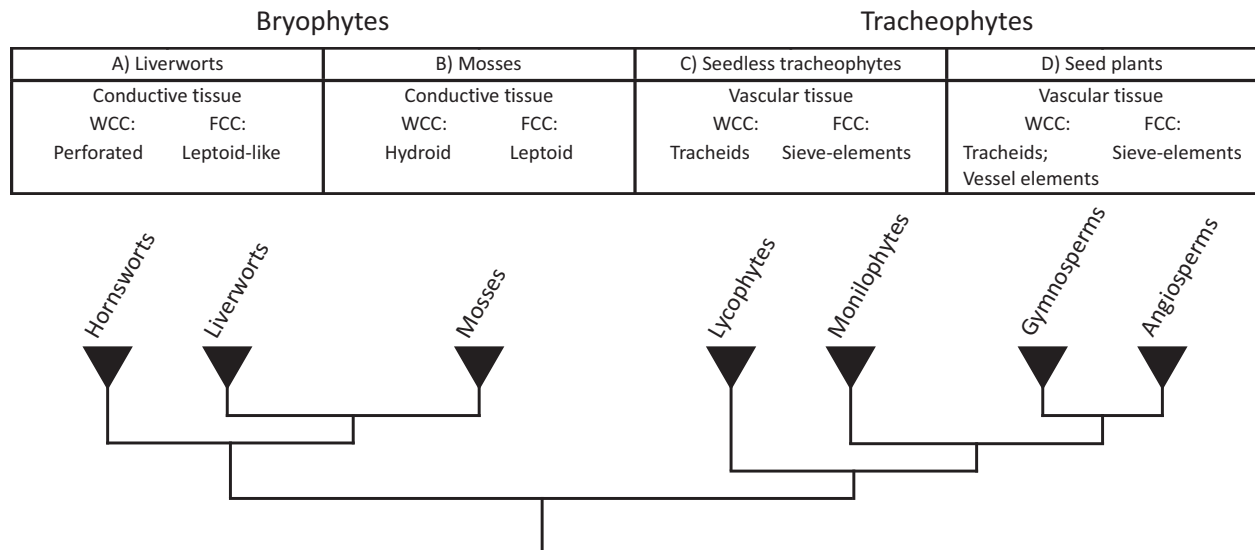 Bryophytes
Tracheophytes
A) Liverworts
B) Mosses
C) Seedless tracheophytes
D) Seed plants
Conductive tissue
WCC: FCC:
Perforated Leptoid-like
Conductive tissue
WCC: FCC:
Hydroid Leptoid
Vascular tissue
WCC: FCC:
Tracheids Sieve-elements
Vascular tissue
WCC: FCC:
Tracheids; Sieve-elements
Vessel elements
Hornsworts
Liverworts
Mosses
Lycophytes
Monilophytes
Gymnosperms
Angiosperms